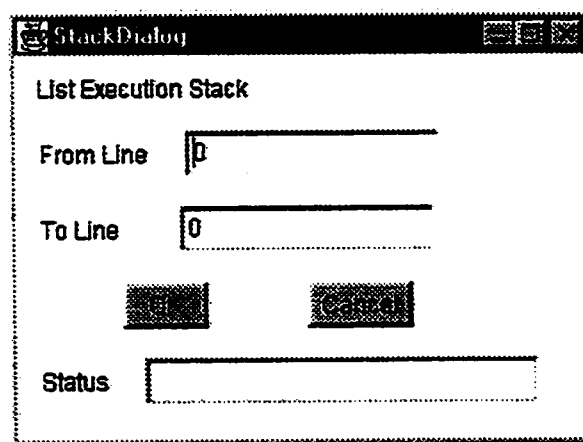 StackDialog
List Execution Stack
From Line 0
To Line 0
Cancel
Status